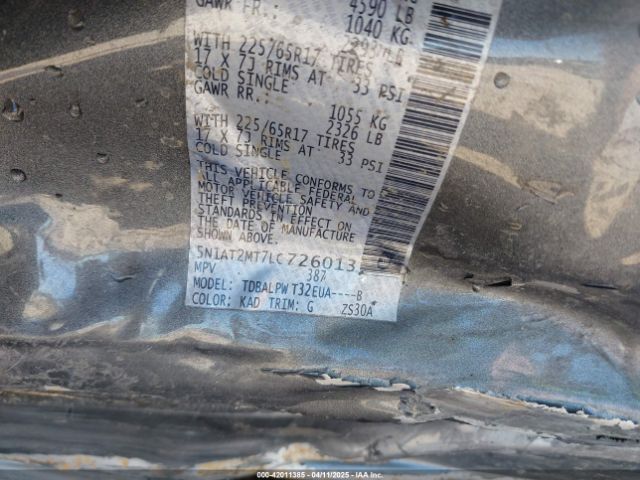 GAWR FR.: 4590 LB
1040 KG
WITH 225/65R17 TIRES
17 X 7J RIMS AT 33 PSI
COLD SINGLE
GAWR RR.:
1055 KG
2326 LB
WITH 225/65R17 TIRES
17 X 7J RIMS AT 33 PSI
COLD SINGLE
THIS VEHICLE CONFORMS TO
ALL APPLICABLE FEDERAL
MOTOR VEHICLE SAFETY AND
THEFT PREVENTION
STANDARDS IN EFFECT ON
THE DATE OF MANUFACTURE
SHOWN ABOVE.
5N1AT2MT7LC726013
MPV 387
MODEL: TDBALPW T32EUA----B
COLOR: KAD TRIM: G ZS30A
000-42011385 - 04/11/2025 - IAA Inc.